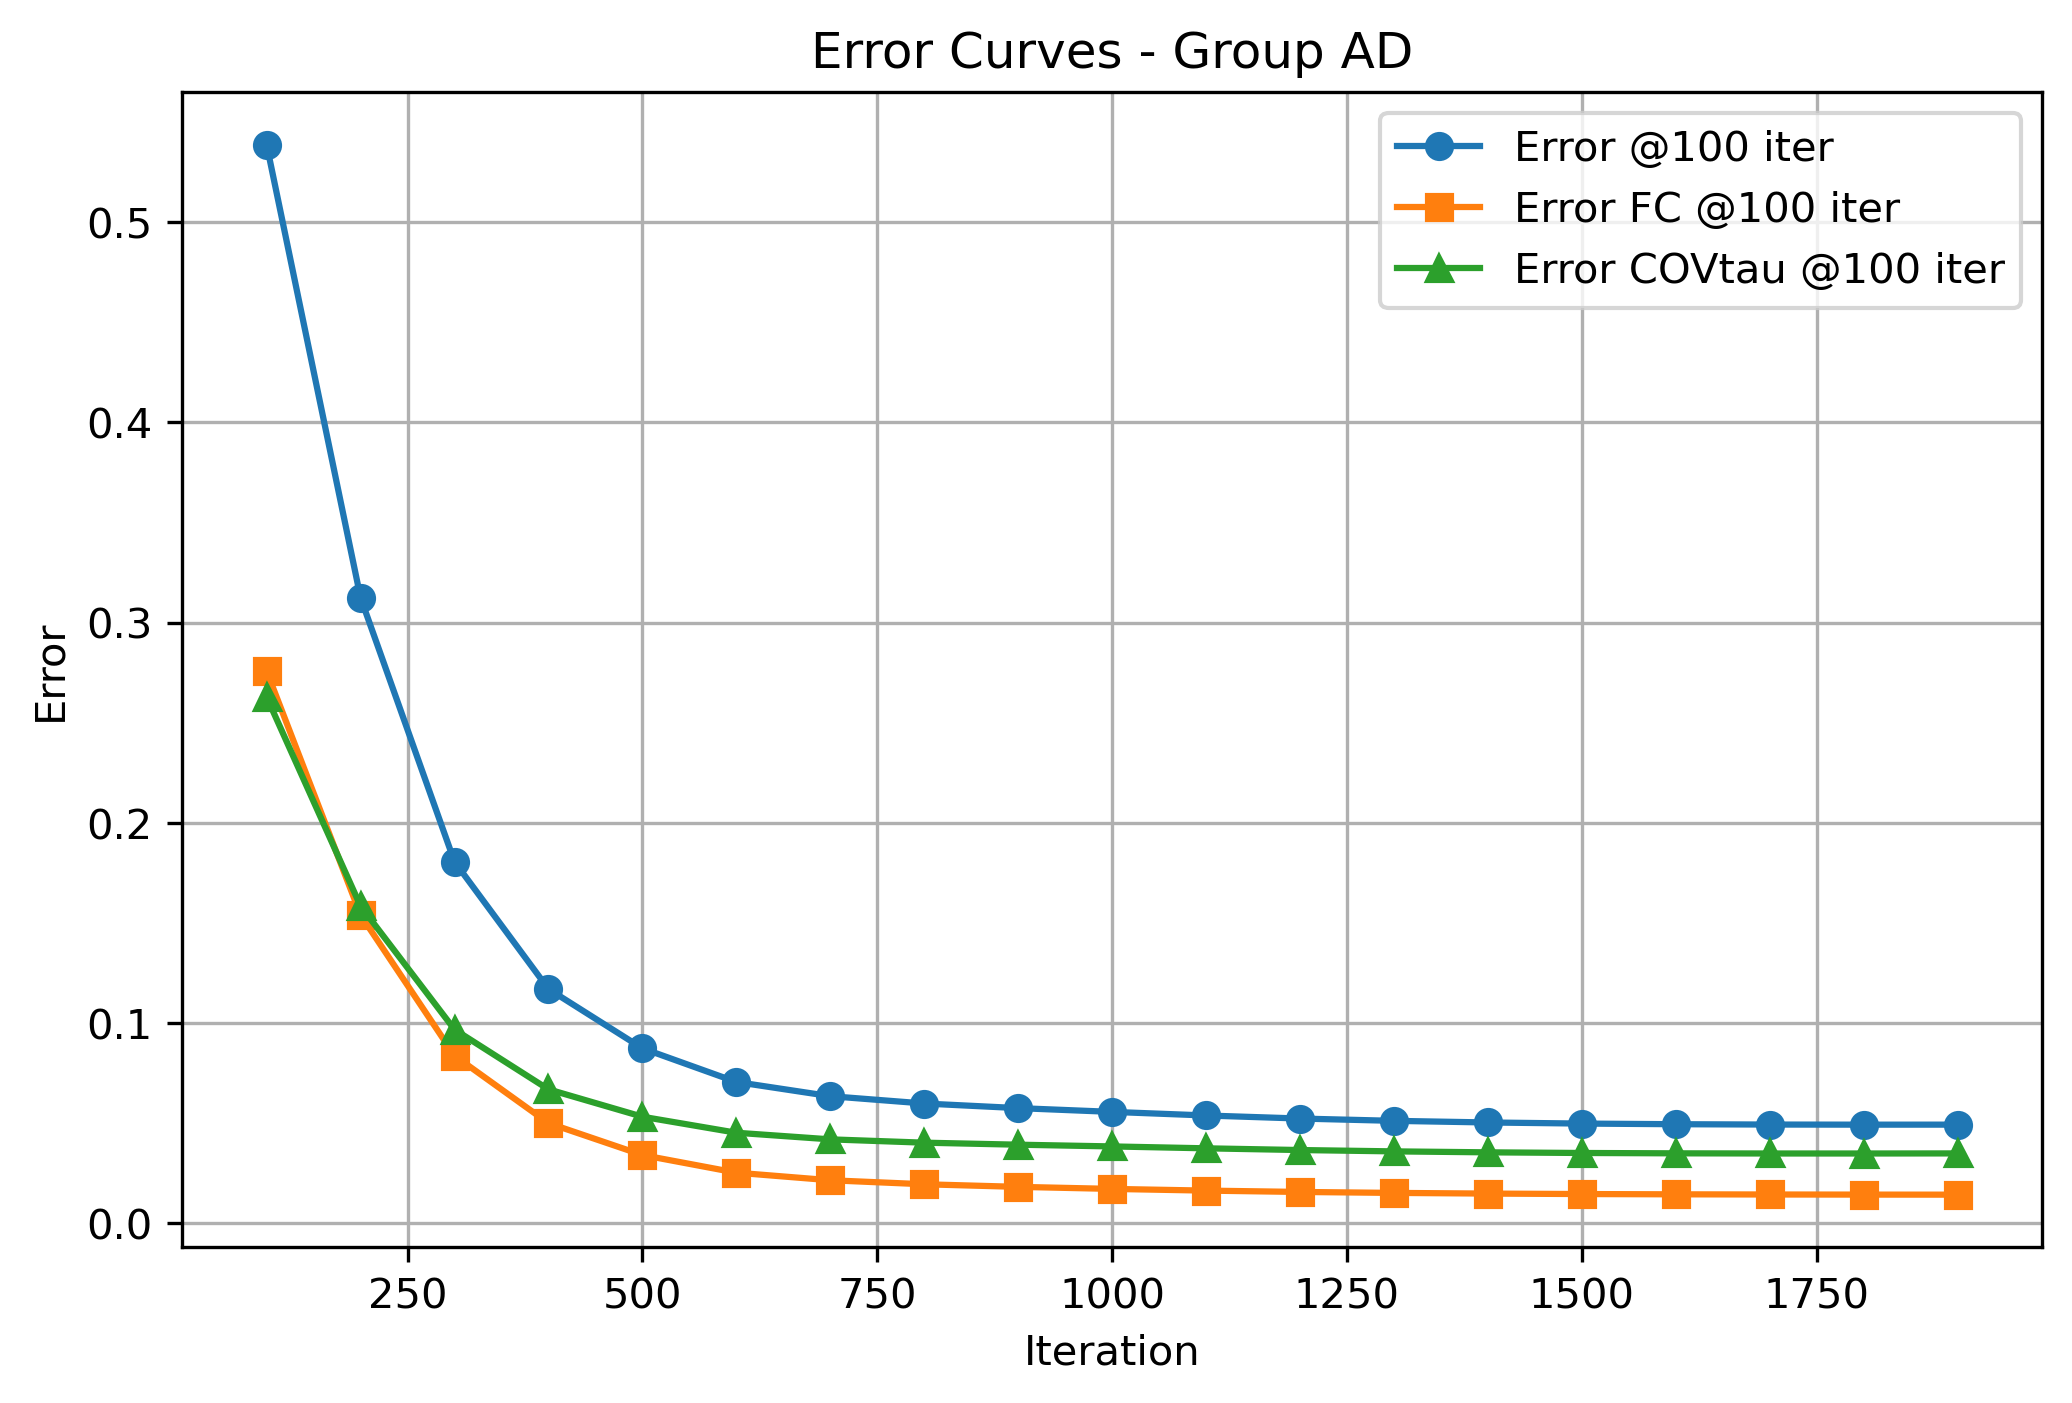 Error Curves - Group AD
Error @100 iter
Error FC @100 iter
Error COVtau @100 iter
Error
0.5
0.4
0.3
0.2
0.1
0.0
250 500 750 1000 1250 1500 1750
Iteration